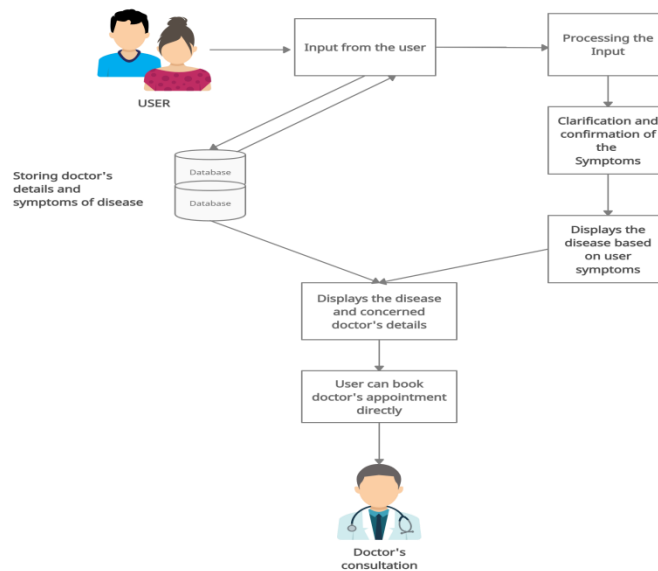 USER
Input from the user
Processing the
Input
Clarification and
confirmation of
the
Symptoms
Storing doctor's
details and
symptoms of disease
Database
Database
Displays the
disease based
on user
symptoms
Displays the disease
and concerned
doctor's details
User can book
doctor's appointment
directly
Doctor's
consultation